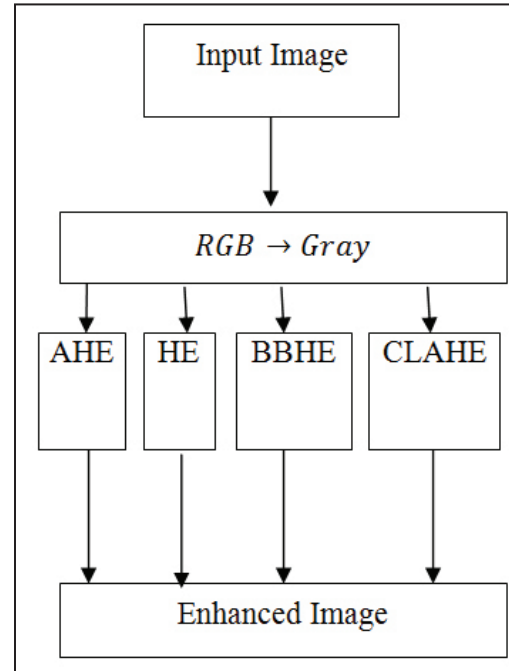 Input Image
RGB → Gray
AHE
HE
BBHE
CLAHE
Enhanced Image